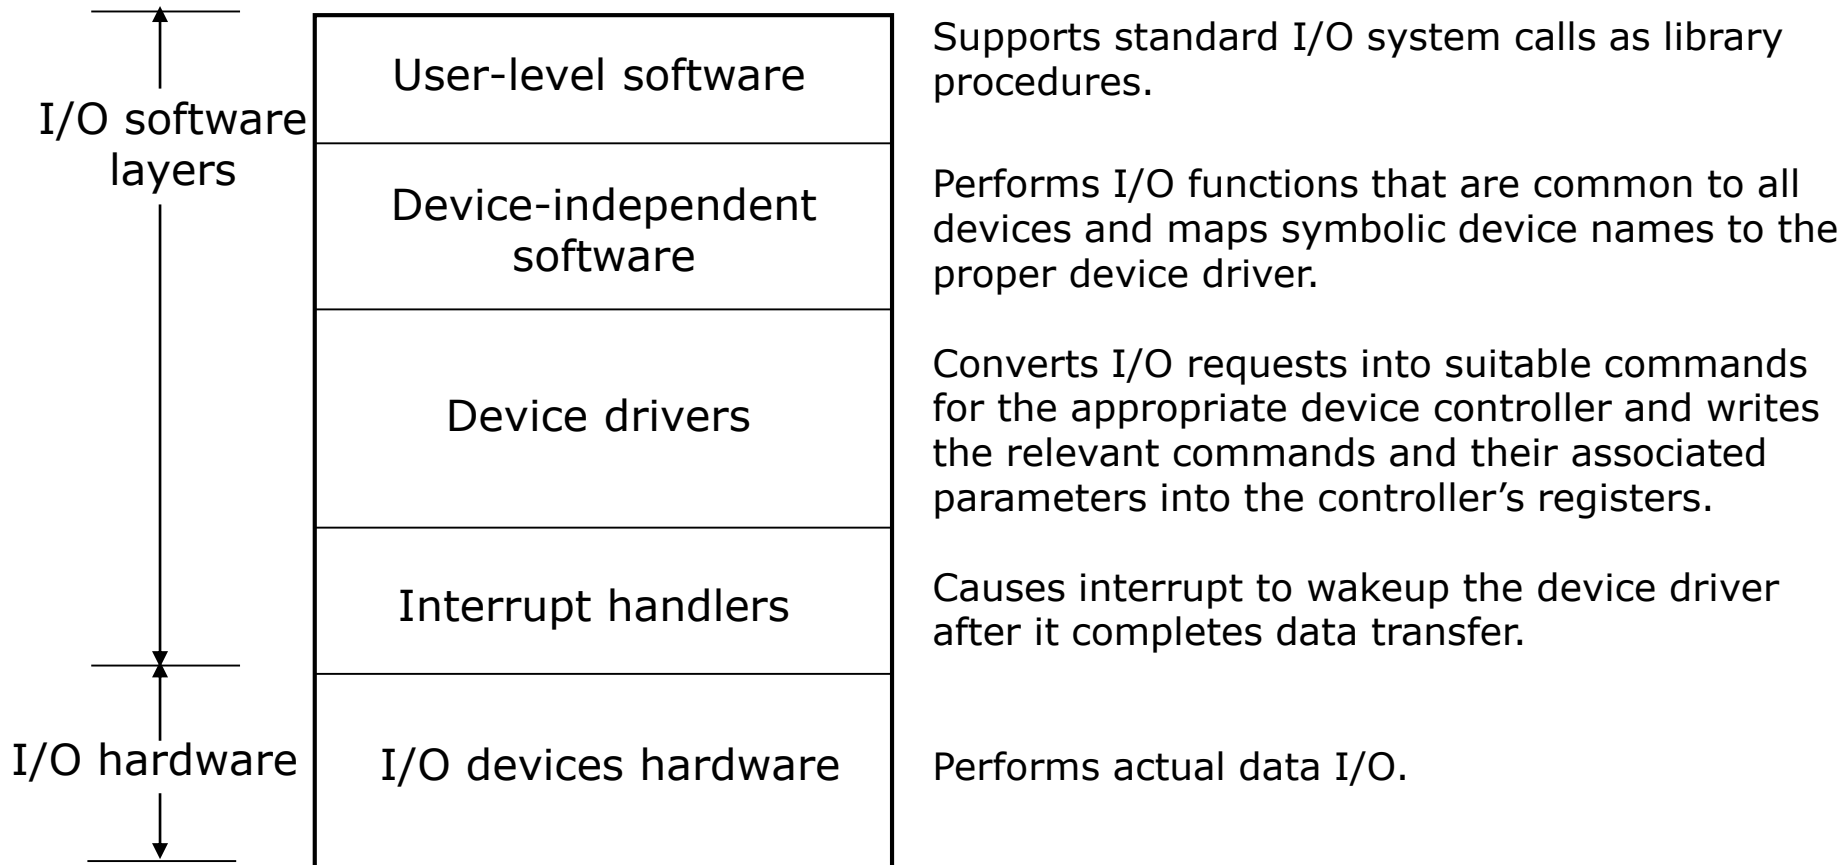 I/O software
layers
I/O hardware
User-level software
Supports standard I/O system calls as library
procedures.
Device-independent
software
Performs I/O functions that are common to all
devices and maps symbolic device names to the
proper device driver.
Device drivers
Converts I/O requests into suitable commands
for the appropriate device controller and writes
the relevant commands and their associated
parameters into the controller’s registers.
Interrupt handlers
Causes interrupt to wakeup the device driver
after it completes data transfer.
I/O devices hardware
Performs actual data I/O.